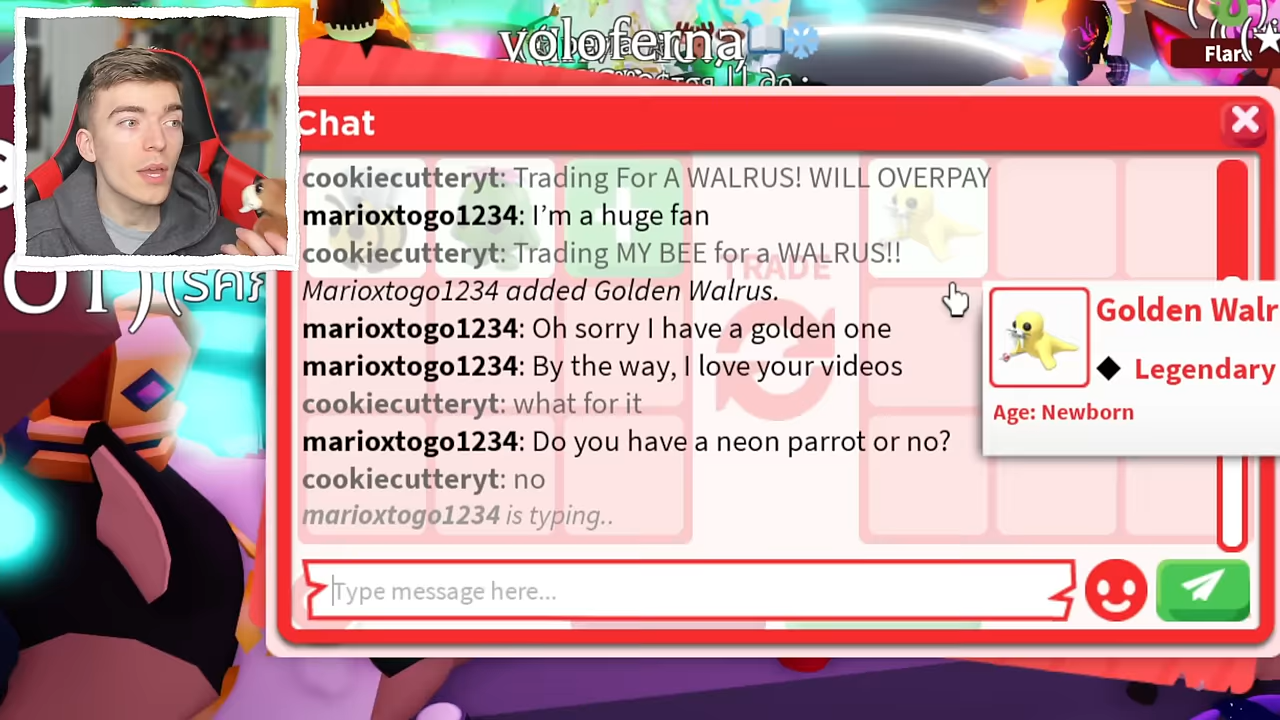 voloferna
Flare
Chat
cookiecutteryt: Trading For A WALRUS! WILL OVERPAY
marioxtogo1234: I’m a huge fan
cookiecutteryt: Trading MY BEE for a WALRUS!!
TRADE
Marioxtogo1234 added Golden Walrus.
Golden Walr
marioxtogo1234: Oh sorry I have a golden one
marioxtogo1234: By the way, I love your videos
Legendary
cookiecutteryt: what for it
Age: Newborn
marioxtogo1234: Do you have a neon parrot or no?
cookiecutteryt: no
marioxtogo1234 is typing..
Type message here...